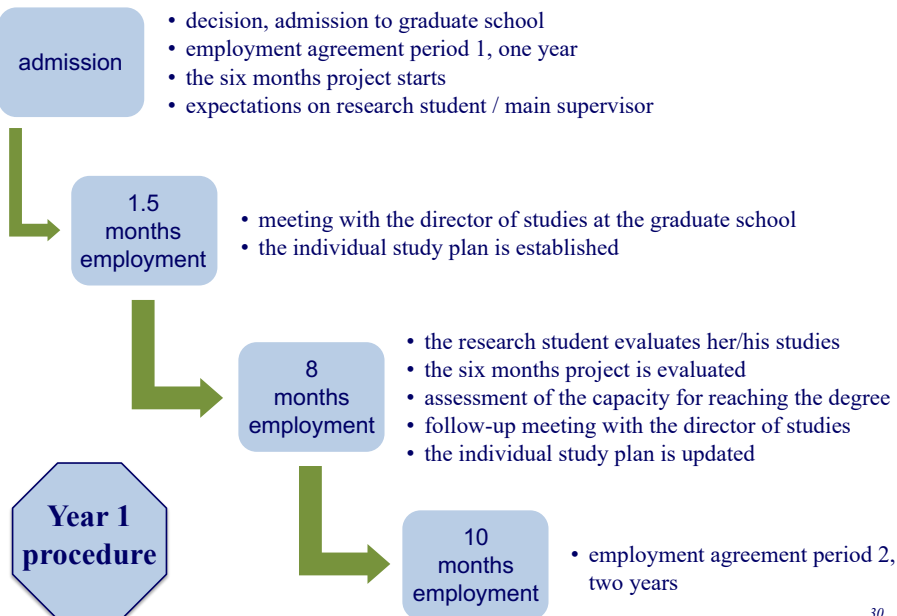 admission
• decision, admission to graduate school
• employment agreement period 1, one year
• the six months project starts
• expectations on research student / main supervisor
1.5
months
employment
• meeting with the director of studies at the graduate school
• the individual study plan is established
8
months
employment
• the research student evaluates her/his studies
• the six months project is evaluated
• assessment of the capacity for reaching the degree
• follow-up meeting with the director of studies
• the individual study plan is updated
Year 1
procedure
10
months
employment
• employment agreement period 2,
two years
30